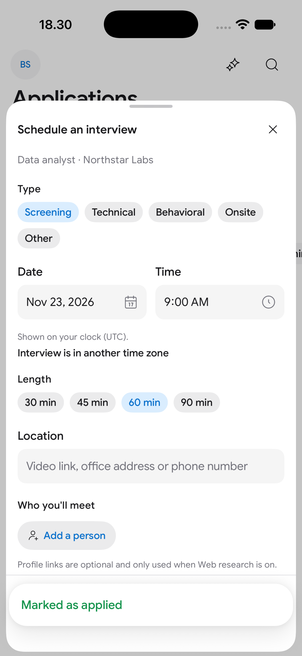 18.30
BS
Applications
Schedule an interview
Data analyst · Northstar Labs
Type
Screening
Technical
Behavioral
Onsite
Other
Date
Time
Nov 23, 2026
17
9:00 AM
Shown on your clock (UTC).
Interview is in another time zone
Length
30 min
45 min
60 min
90 min
Location
Video link, office address or phone number
Who you'll meet
Add a person
Profile links are optional and only used when Web research is on.
Marked as applied